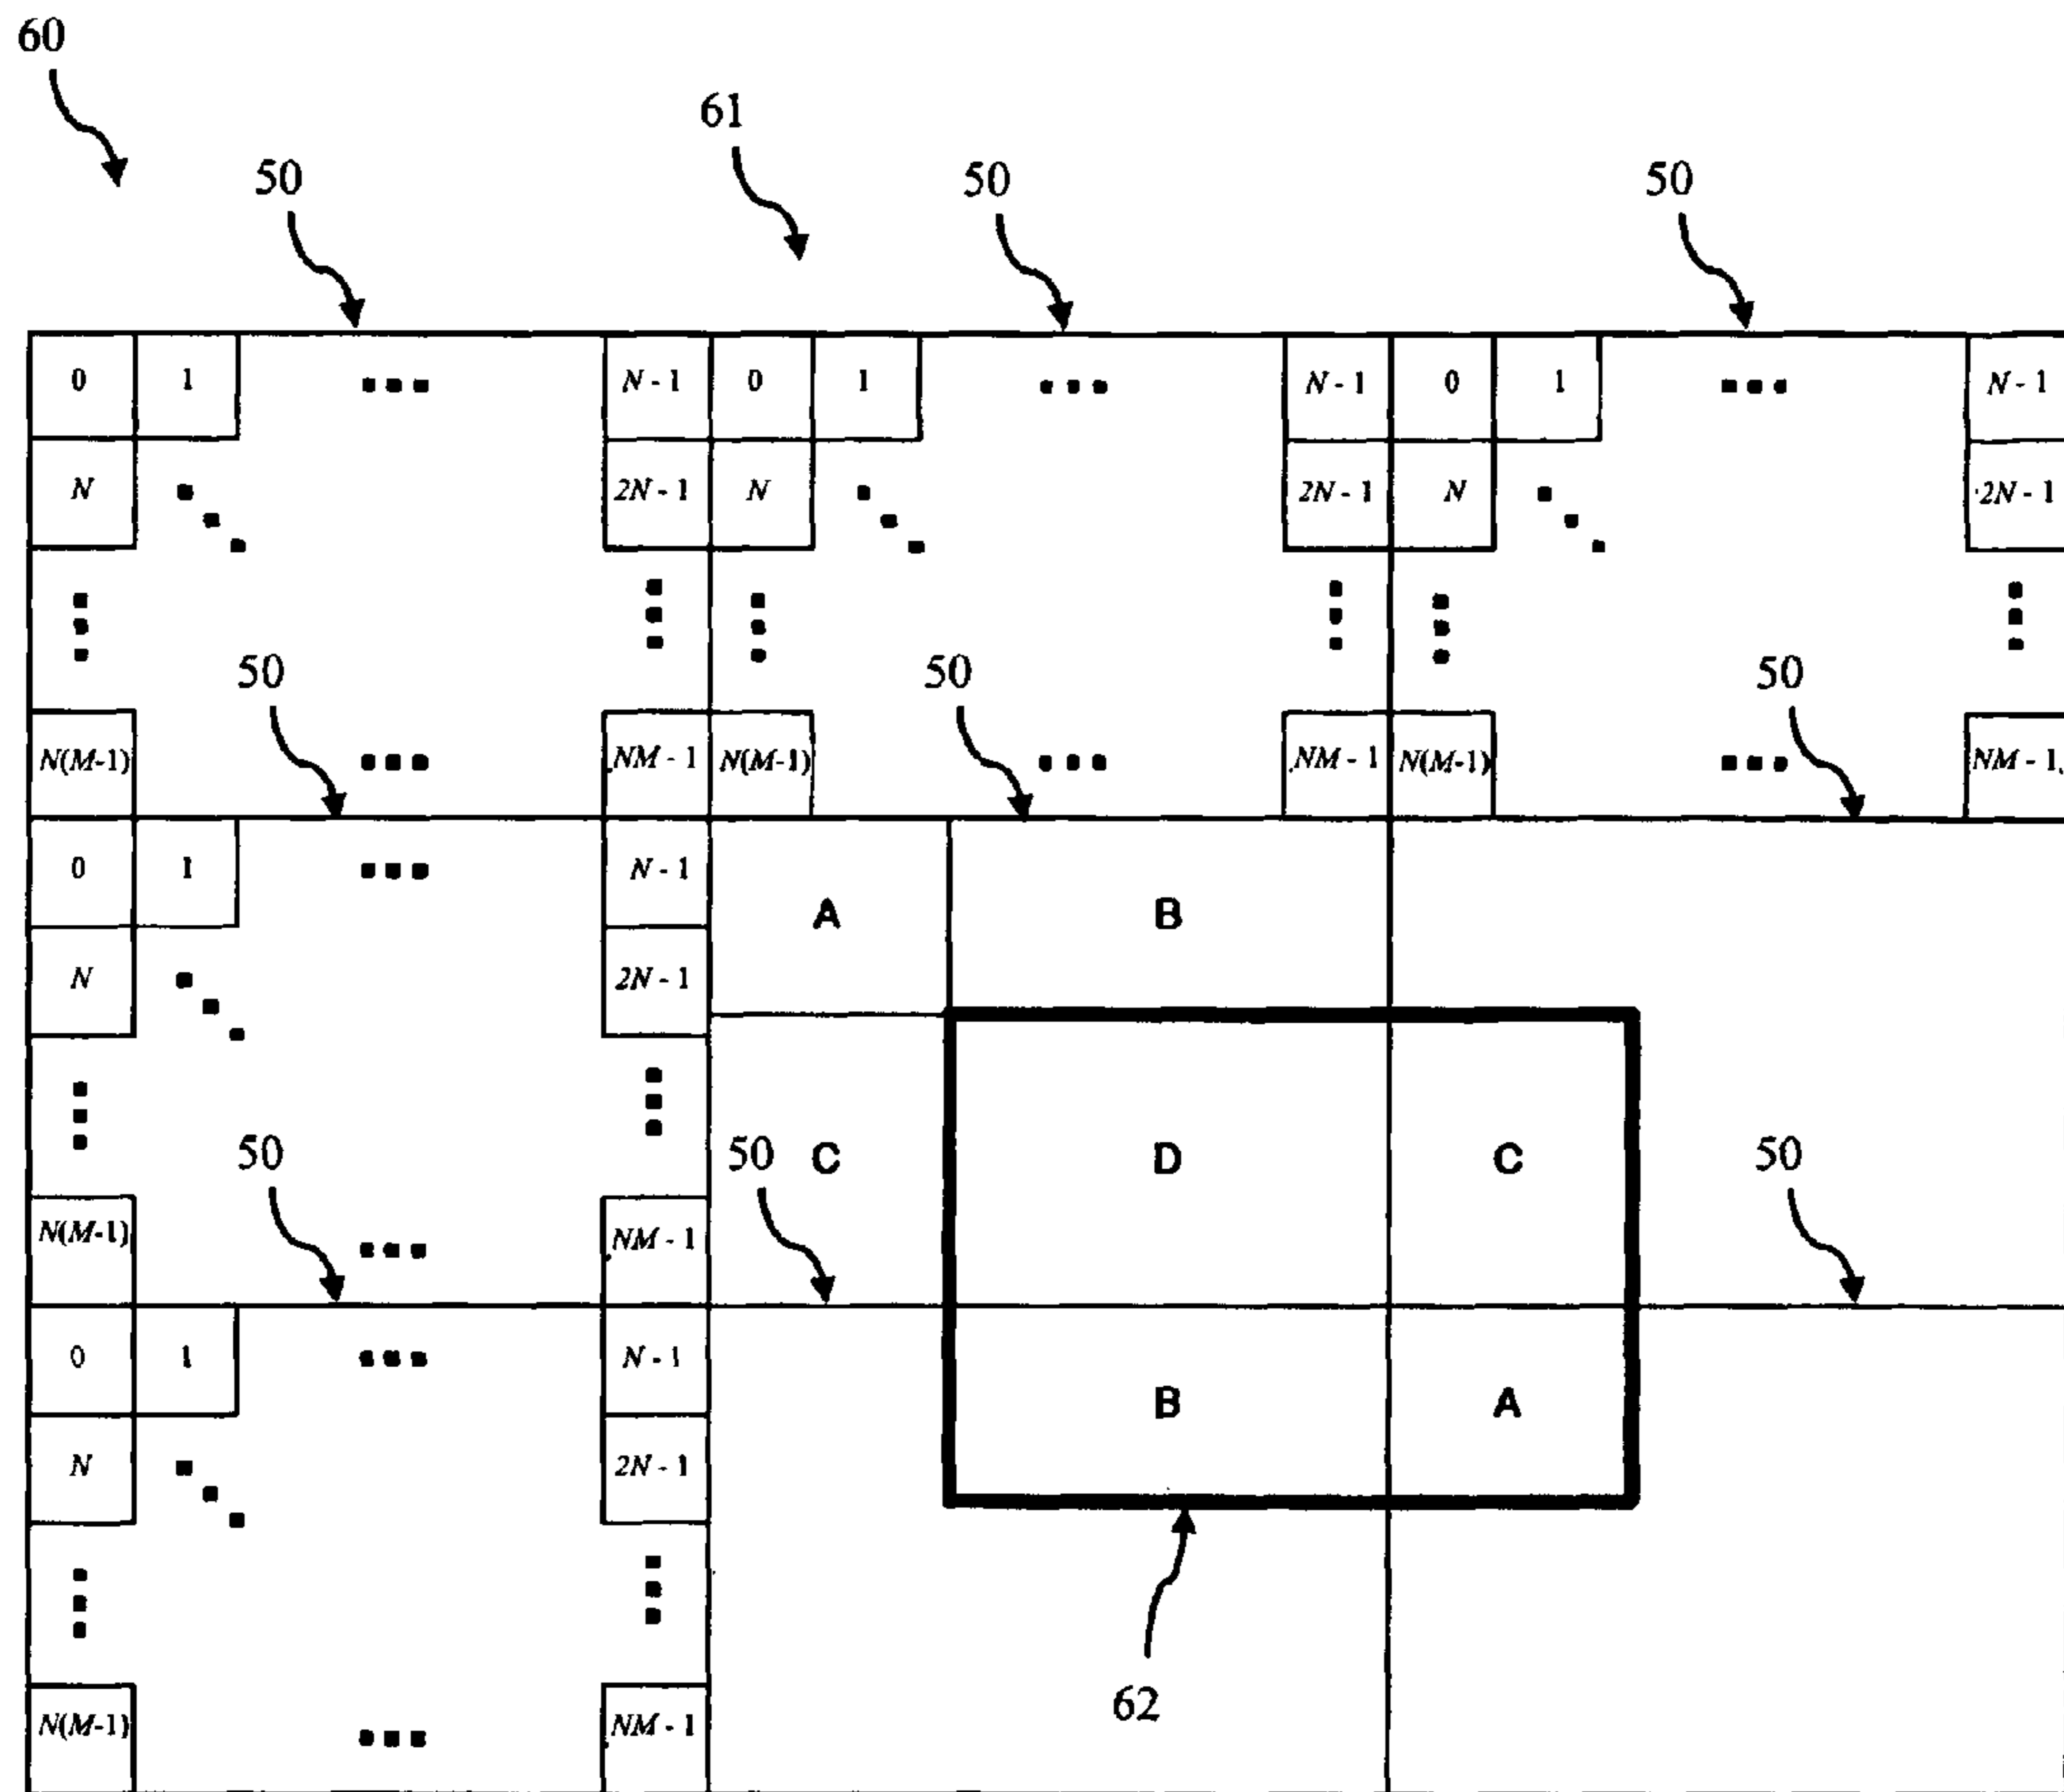 60
61
50 50 50
0 1 N - 1 0 1 N - 1 0 1 N - 1
N 2N - 1 N 2N - 1 N 2N - 1
50 50 50
N(M-1) NM - 1 N(M-1) NM - 1 N(M-1) NM - 1
0 1 N - 1 A B
N 2N - 1
50 50 C D C 50
N(M-1) NM - 1
0 1 N - 1
B A
N 2N - 1
62
N(M-1) NM - 1